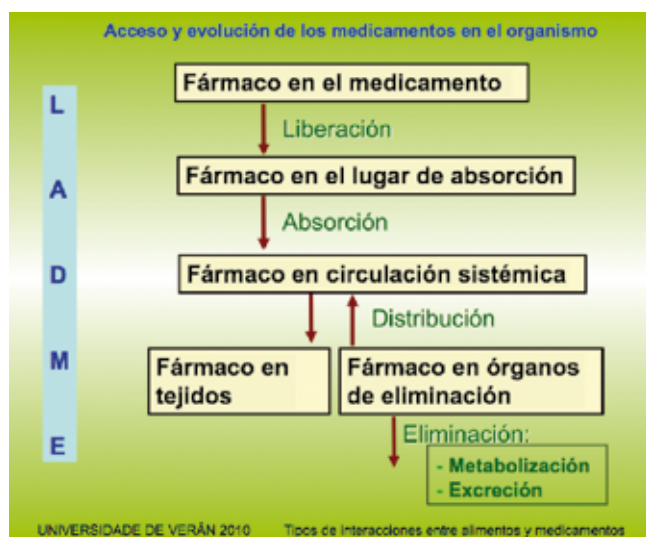 Acceso y evolución de los medicamentos en el organismo
Fármaco en el medicamento
L
Liberación
Fármaco en el lugar de absorción
A
Absorción
D
Fármaco en circulación sistémica
Distribución
M
Fármaco en
tejidos
Fármaco en órganos
de eliminación
E
Eliminación:
- Metabolización
- Excreción
UNIVERSIDADE DE VERÁN 2010
Tipos de interacciones entre alimentos y medicamentos